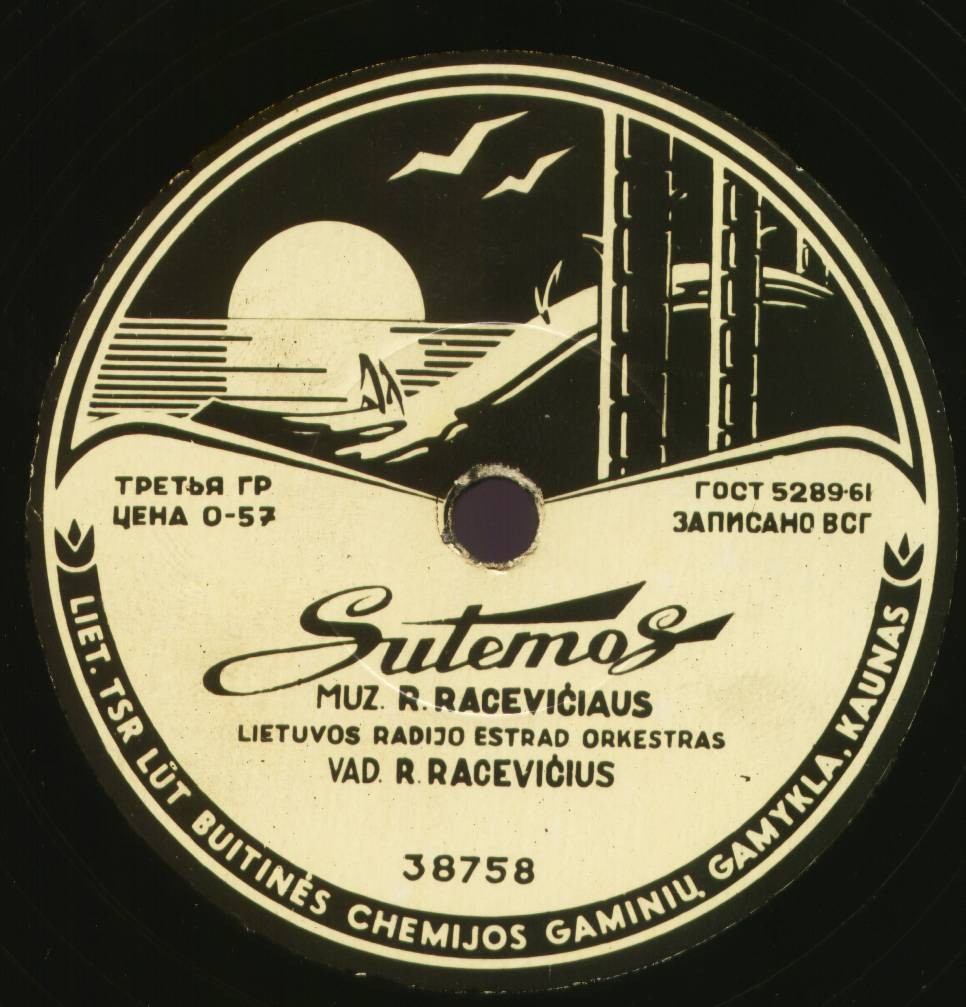 ТРЕТЬЯ ГР
ЦЕНА 0-57
ГОСТ 5289-61
ЗАПИСАНО ВСГ
Sutemos
MUZ. R. RACEVIČIAUS
LIETUVOS RADIJO ESTRAD ORKESTRAS
VAD. R. RACEVIČIUS
38758
LIET. TSR LŪT BUITINĖS CHEMIJOS GAMINIŲ GAMYKLA, KAUNAS